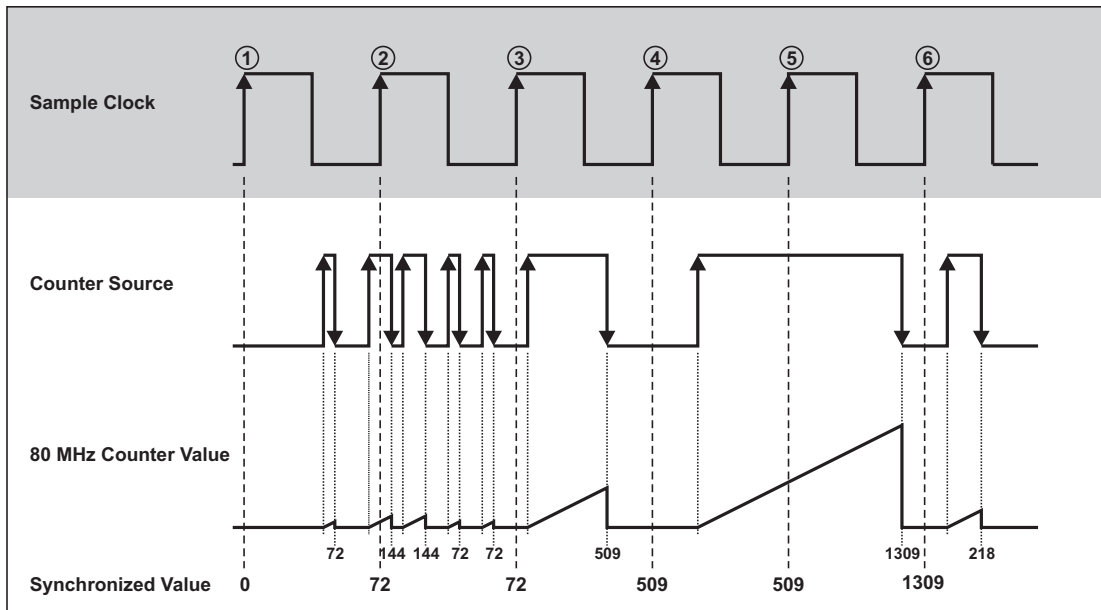 ① ② ③ ④ ⑤ ⑥
Sample Clock
Counter Source
80 MHz Counter Value
72 144 144 72 72 509 1309 218
Synchronized Value 0 72 72 509 509 1309